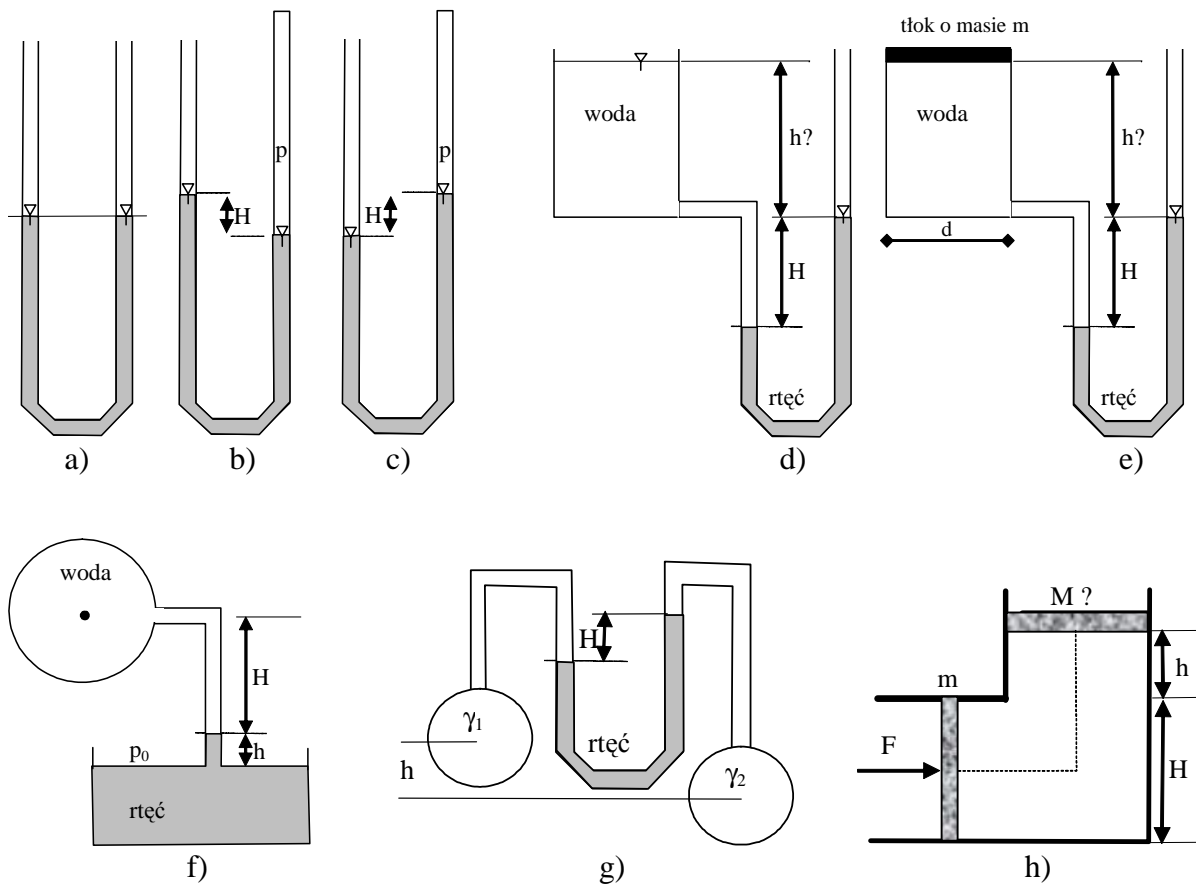 tłok o masie m
woda
woda
h?
h?
p
p
H
H
d
H
H
rtęć
rtęć
a)
b)
c)
d)
e)
woda
H
p₀
h
rtęć
f)
H
γ₁
rtęć
h
γ₂
g)
M ?
m
h
F
H
h)